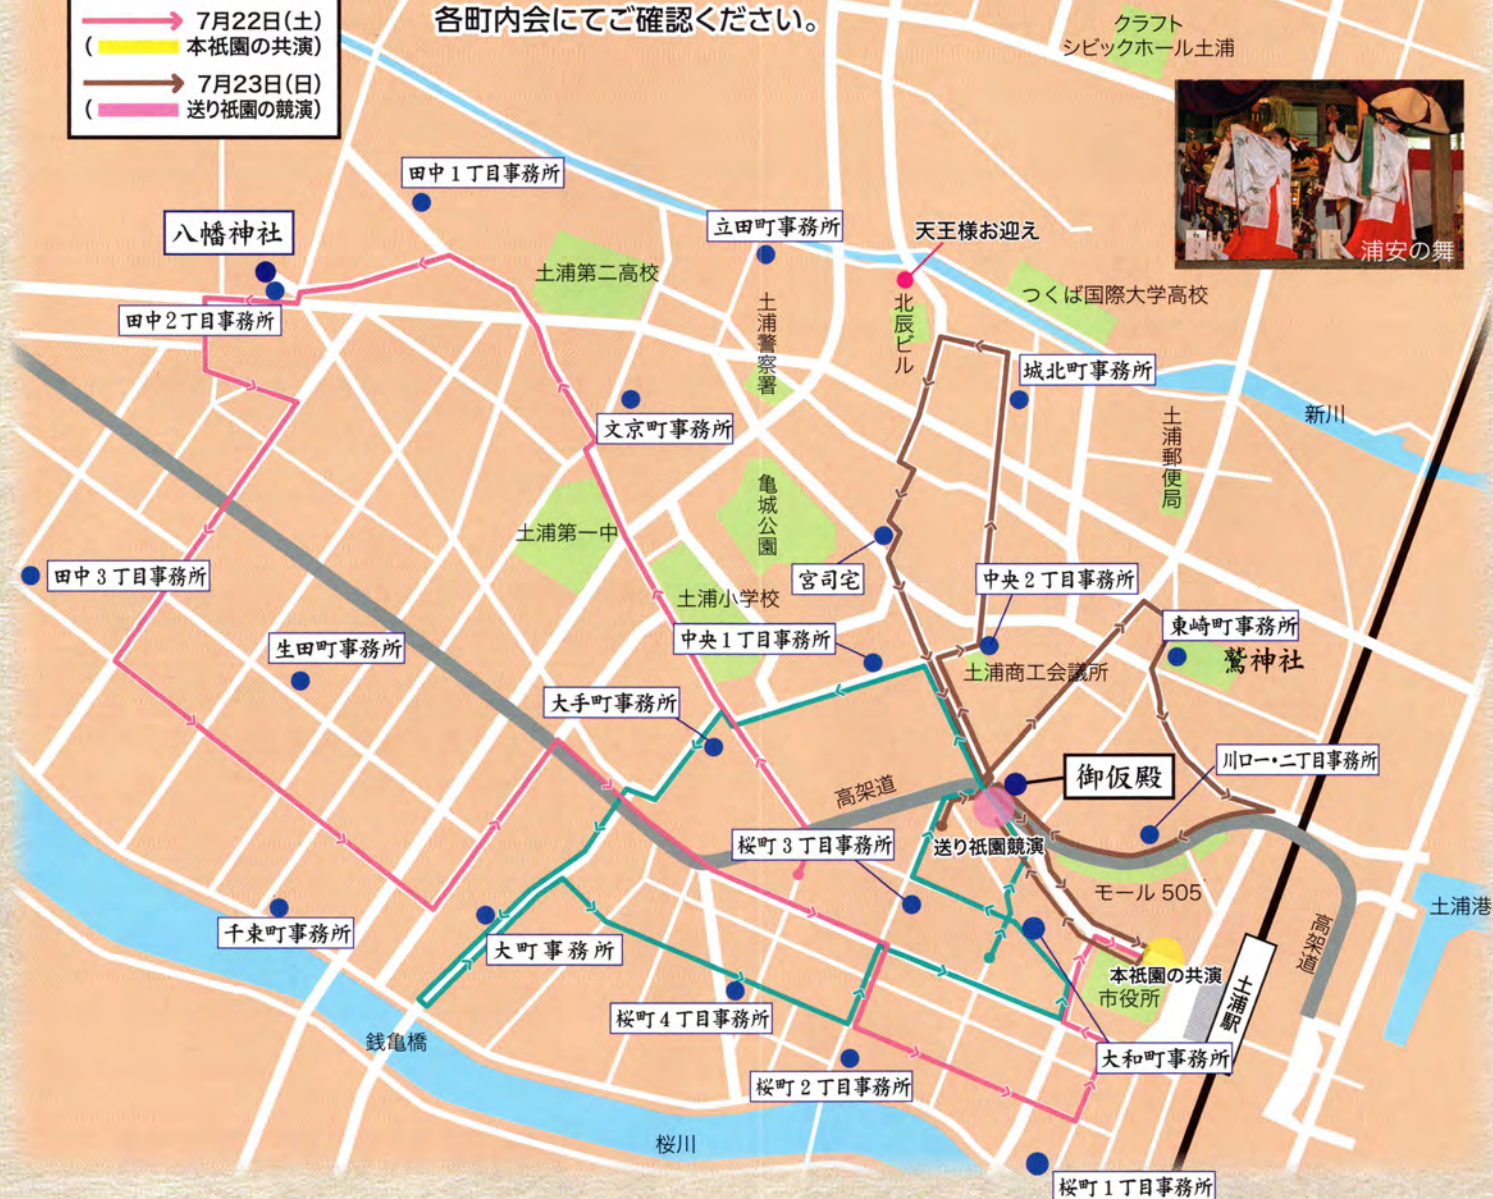 各町内会にてご確認ください。
7月22日(土)
( 本祇園の共演)
7月23日(日)
( 送り祇園の競演)
クラフト
シビックホール土浦
浦安の舞
田中1丁目事務所
八幡神社
立田町事務所
天王様お迎え
土浦第二高校
つくば国際大学高校
田中2丁目事務所
土浦警察署
北辰ビル
城北町事務所
新川
文京町事務所
土浦郵便局
亀城公園
土浦第一中
田中3丁目事務所
宮司宅
中央2丁目事務所
土浦小学校
中央1丁目事務所
東崎町事務所
鷲神社
生田町事務所
土浦商工会議所
大手町事務所
御仮殿
川口一・二丁目事務所
高架道
桜町3丁目事務所
送り祇園競演
モール505
土浦港
千束町事務所
大町事務所
高架道
本祇園の共演
市役所
土浦駅
桜町4丁目事務所
銭亀橋
大和町事務所
桜町2丁目事務所
桜川
桜町1丁目事務所